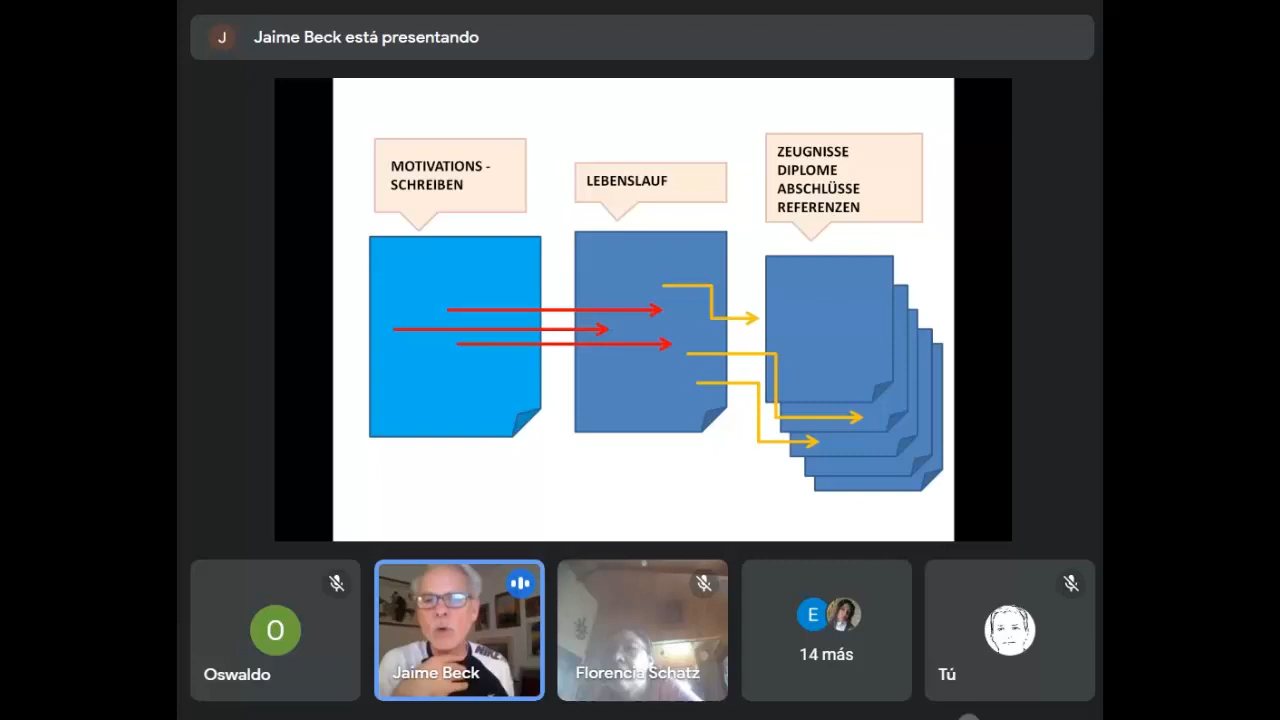 J
Jaime Beck está presentando
MOTIVATIONS -
SCHREIBEN
LEBENSLAUF
ZEUGNISSE
DIPLOME
ABSCHLÜSSE
REFERENZEN
O
Oswaldo
NIKE
Jaime Beck
Florencia Schatz
E
14 más
Tú